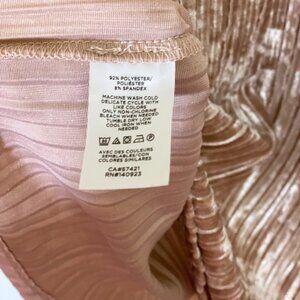 92% POLYESTER/
POLIÉSTER
8% SPANDEX
MACHINE WASH COLD
DELICATE CYCLE WITH
LIKE COLORS
ONLY NON-CHLORINE
BLEACH WHEN NEEDED
TUMBLE DRY LOW
COOL IRON WHEN
NEEDED
AVEC DES COULEURS
SEMBLABLES/CON
COLORES SIMILARES
CA#57421
RN#140923